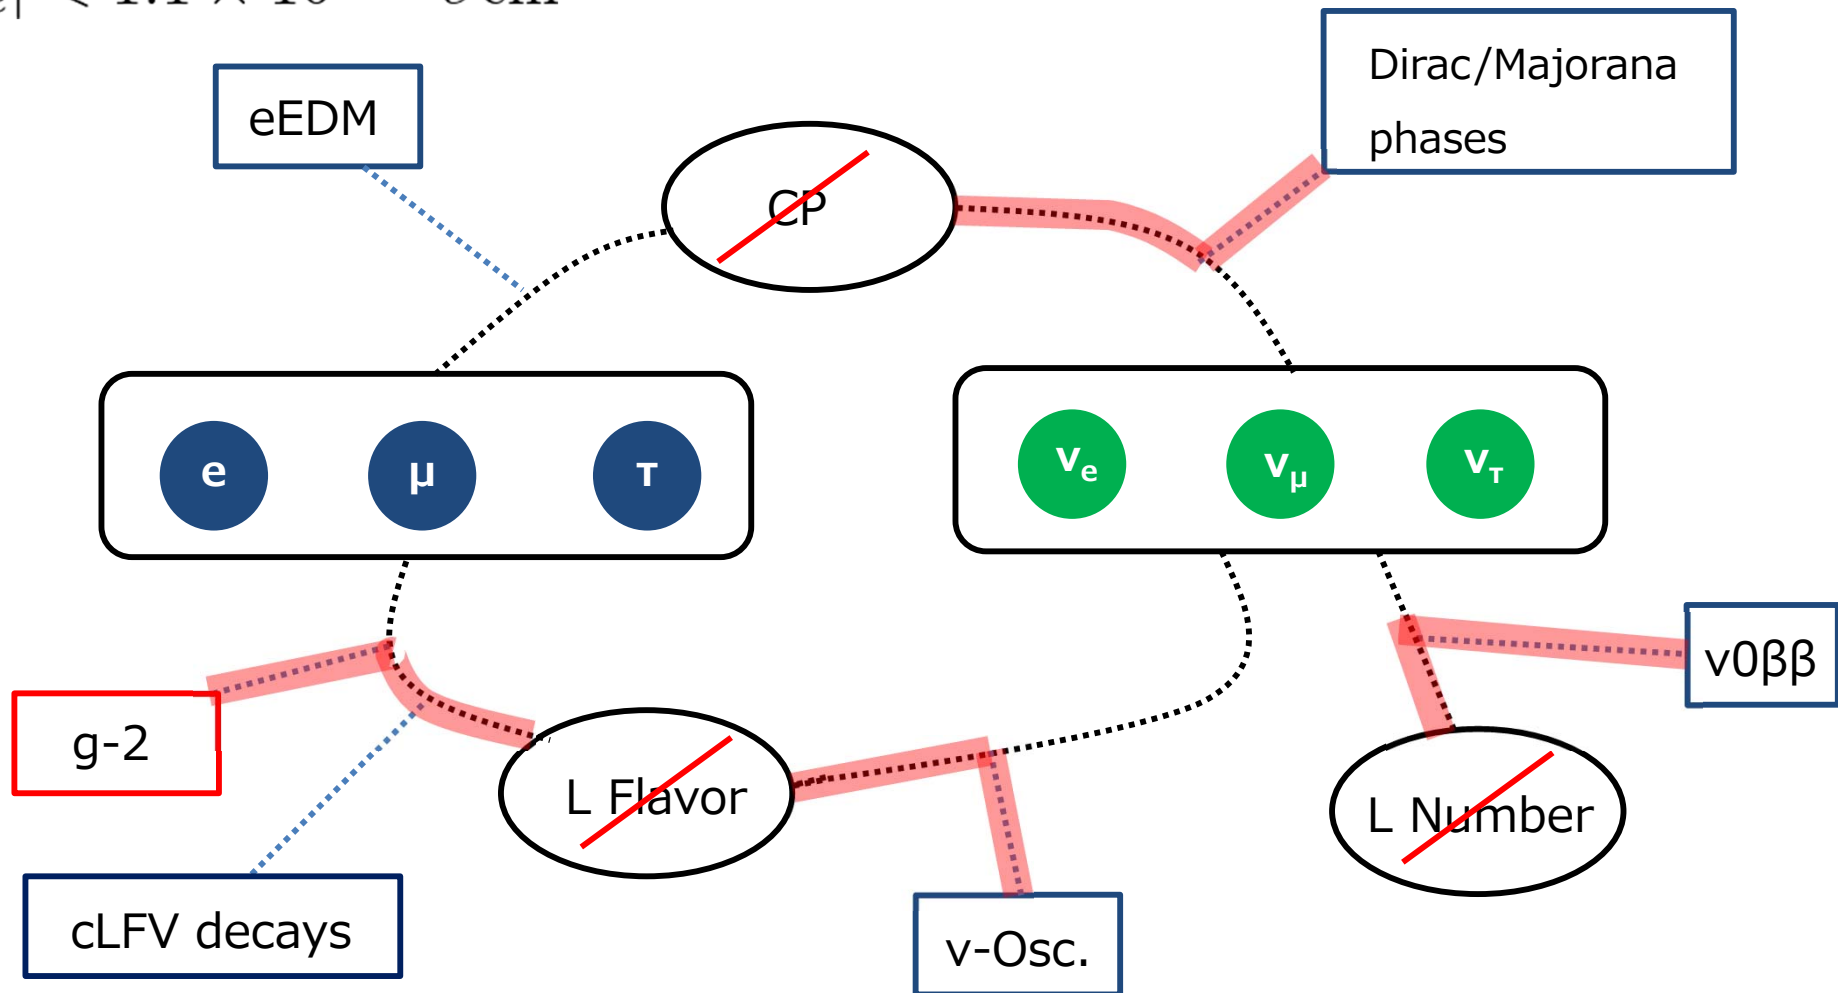 Dirac/Majorana
phases
eEDM
CP
e μ τ
νe νμ ντ
ν0ββ
g-2
L Flavor
L Number
cLFV decays
ν-Osc.